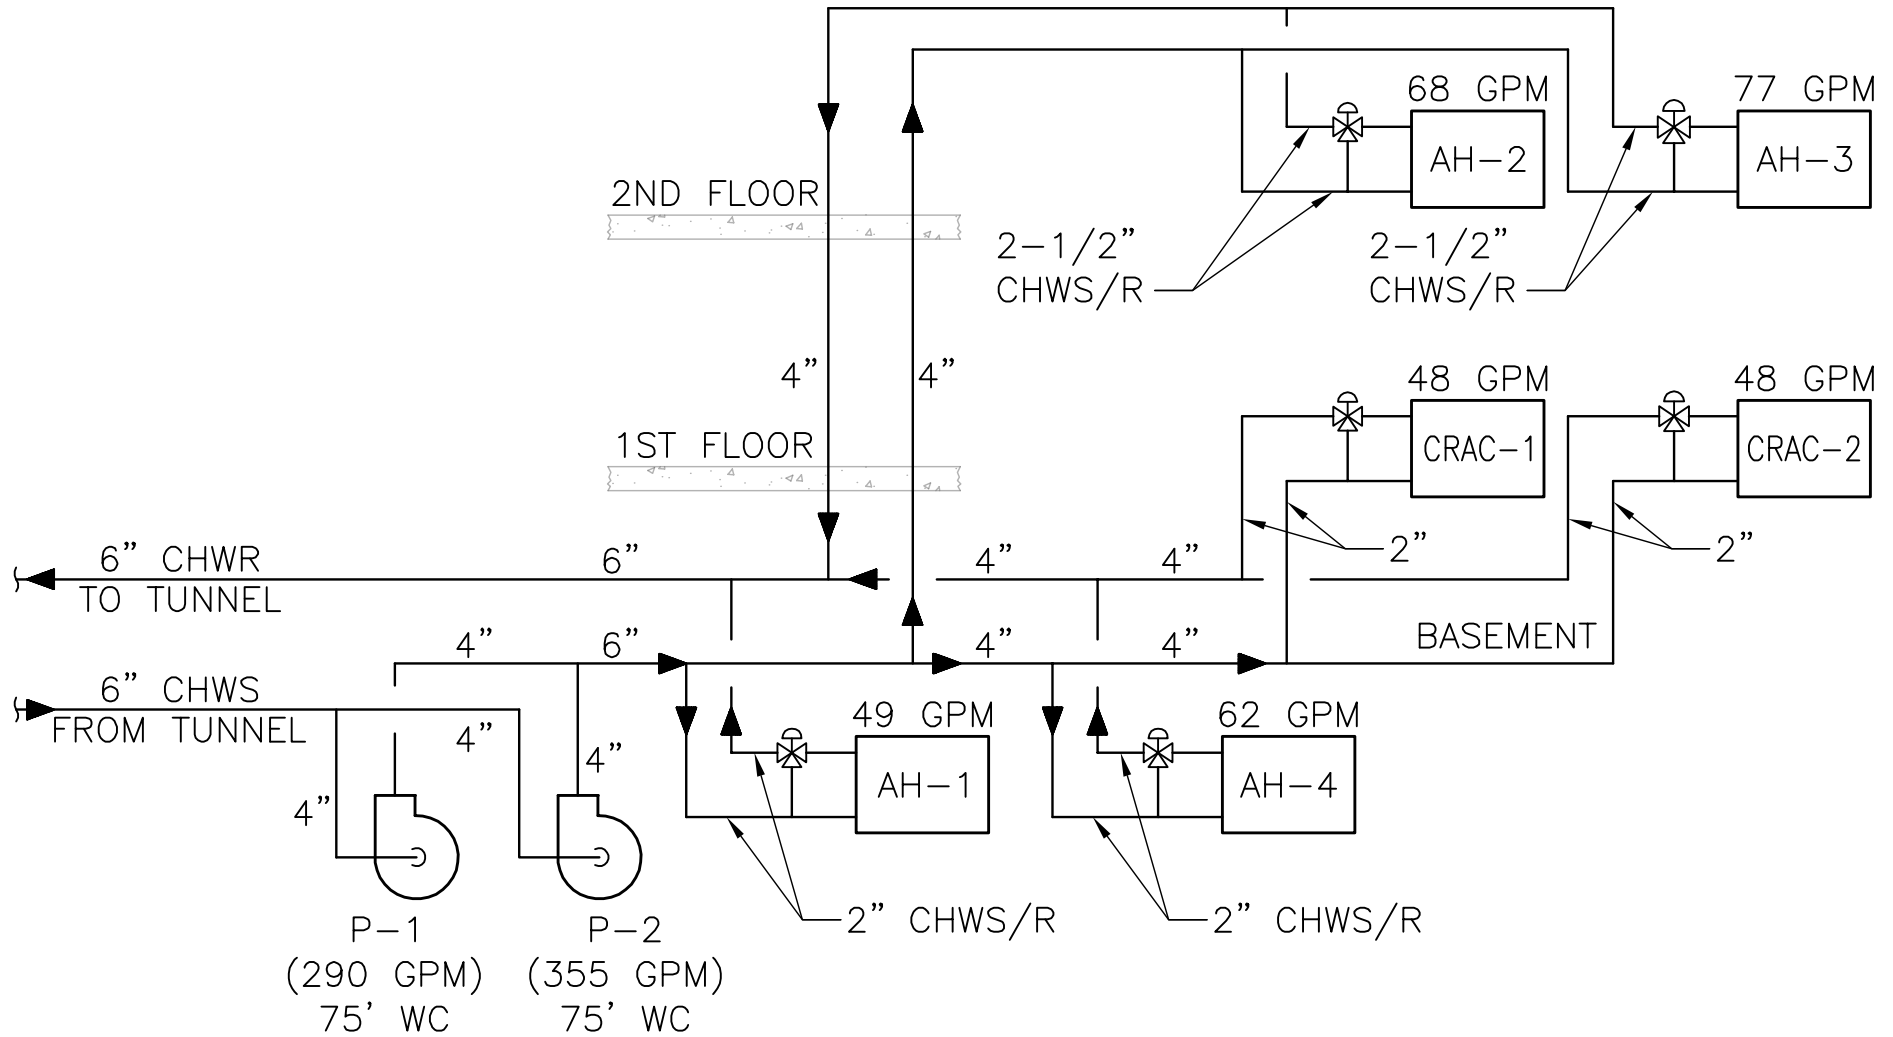 68 GPM
77 GPM
AH-2
AH-3
2ND FLOOR
2-1/2”
CHWS/R
2-1/2”
CHWS/R
4”
4”
48 GPM
48 GPM
1ST FLOOR
CRAC-1
CRAC-2
6” CHWR
TO TUNNEL
6”
4”
4”
2”
2”
4”
6”
4”
4”
BASEMENT
6” CHWS
FROM TUNNEL
4”
4”
49 GPM
62 GPM
AH-1
AH-4
4”
P-1
(290 GPM)
75’ WC
P-2
(355 GPM)
75’ WC
2” CHWS/R
2” CHWS/R